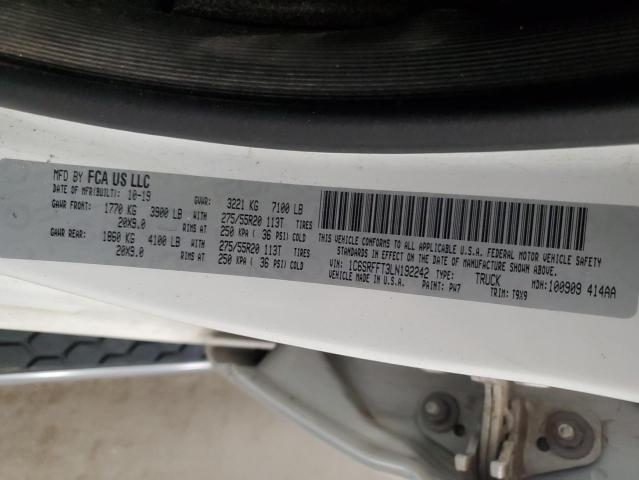 MFD BY FCA US LLC
DATE OF MFR(BUILT): 10-19 GVWR: 3221 KG 7100 LB
GAWR FRONT: 1770 KG 3900 LB WITH 275/55R20 113T TIRES
20X9.0 RIMS AT 250 KPA ( 36 PSI) COLD
GAWR REAR: 1860 KG 4100 LB WITH 275/55R20 113T TIRES
20X9.0 RIMS AT 250 KPA ( 36 PSI) COLD
THIS VEHICLE CONFORMS TO ALL APPLICABLE U.S.A. FEDERAL MOTOR VEHICLE SAFETY
STANDARDS IN EFFECT ON THE DATE OF MANUFACTURE SHOWN ABOVE.
VIN: 1C6SRFFT3LN192242 TYPE: TRUCK MDH: 100909 414AA
MADE IN U.S.A. PAINT: PW7 TRIM: T9X9